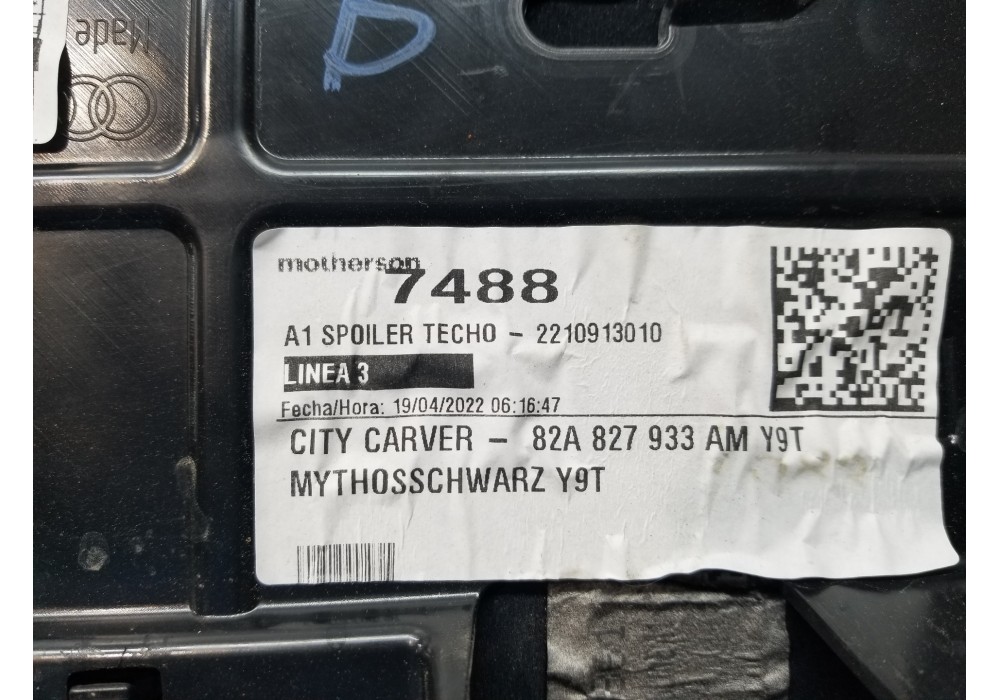 Made
D
motherson
7488
A1 SPOILER TECHO - 2210913010
LINEA 3
Fecha/Hora: 19/04/2022 06:16:47
CITY CARVER - 82A 827 933 AM Y9T
MYTHOSSCHWARZ Y9T